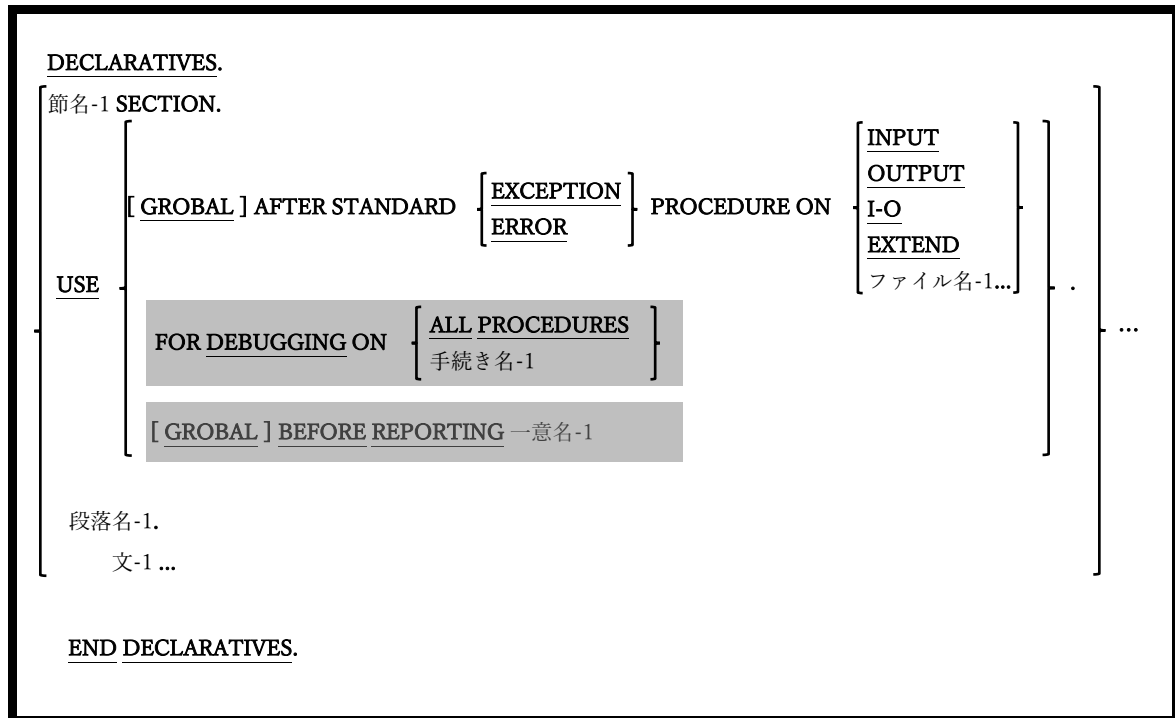 DECLARATIVES.
節名-1 SECTION.
USE
[ GROBAL ] AFTER STANDARD
EXCEPTION
ERROR
PROCEDURE ON
INPUT
OUTPUT
I-O
EXTEND
ファイル名-1...
.
...
FOR DEBUGGING ON
ALL PROCEDURES
手続き名-1
[ GROBAL ] BEFORE REPORTING 一意名-1
段落名-1.
文-1 ...
END DECLARATIVES.